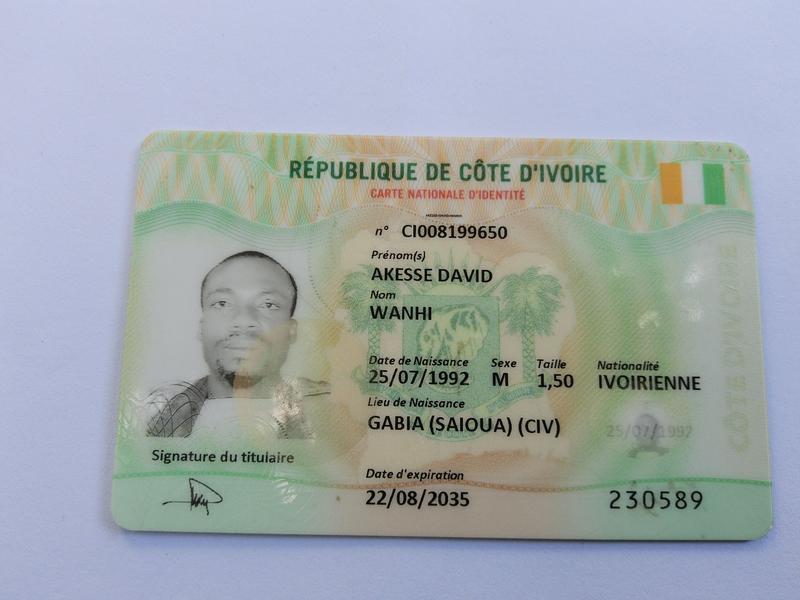 RÉPUBLIQUE DE CÔTE D'IVOIRE
CARTE NATIONALE D'IDENTITÉ
n° CI008199650
Prénom(s)
AKESSE DAVID
Nom
WANHI
Date de Naissance Sexe Taille Nationalité
25/07/1992 M 1,50 IVOIRIENNE
Lieu de Naissance
GABIA (SAIOUA) (CIV)
25/07/1992
Signature du titulaire
Date d'expiration
22/08/2035
230589
CÔTE D'IVOIRE